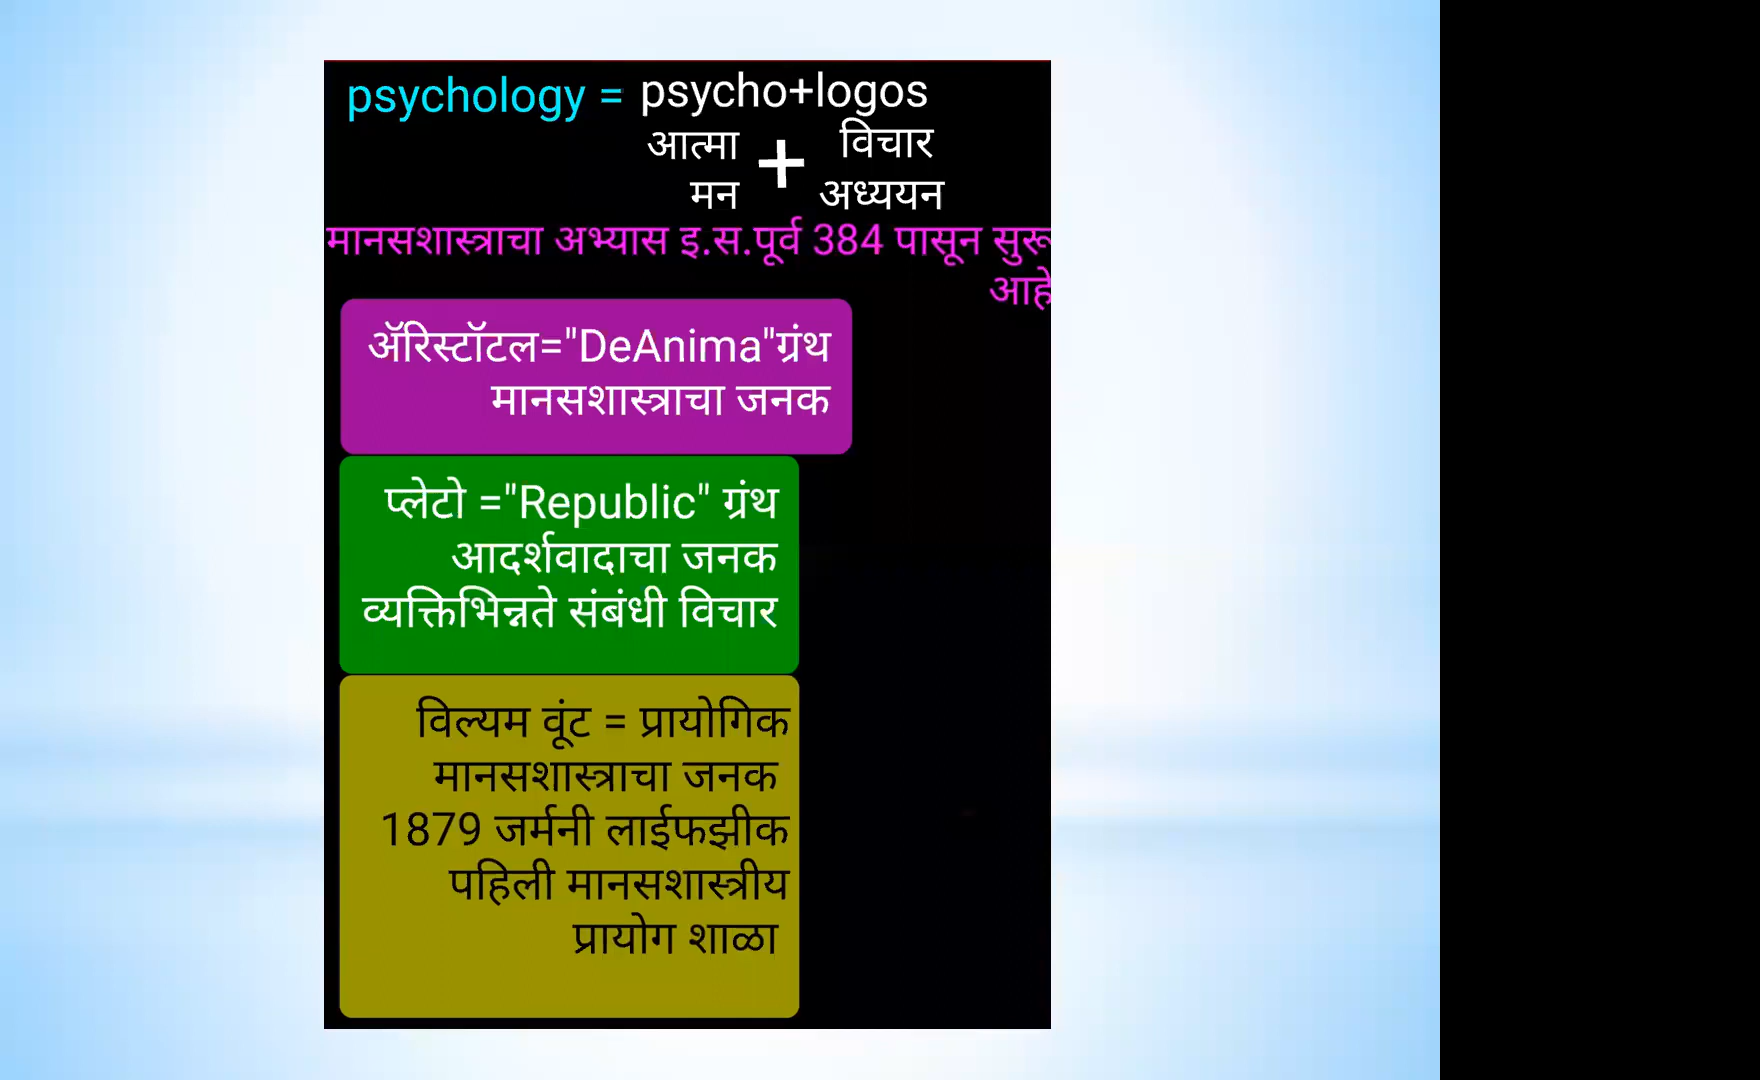 psychology = psycho+logos
आत्मा + विचार
मन अध्ययन
मानसशास्त्राचा अभ्यास इ.स.पूर्व 384 पासून सुरू
आहे
ॲरिस्टॉटल="DeAnima"ग्रंथ
मानसशास्त्राचा जनक
प्लेटो ="Republic" ग्रंथ
आदर्शवादाचा जनक
व्यक्तिभिन्नते संबंधी विचार
विल्यम वूंट = प्रायोगिक
मानसशास्त्राचा जनक
1879 जर्मनी लाईफझीक
पहिली मानसशास्त्रीय
प्रायोग शाळा